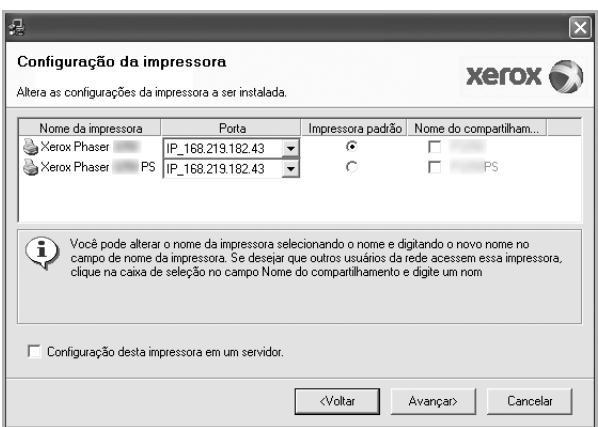 Configuração da impressora
Altera as configurações da impressora a ser instalada.
xerox
Nome da impressora Porta Impressora padrão Nome do compartilham...
Xerox Phaser IP_168.219.182.43
Xerox Phaser PS IP_168.219.182.43 PS
Você pode alterar o nome da impressora selecionando o nome e digitando o novo nome no
campo de nome da impressora. Se desejar que outros usuários da rede acessem essa impressora,
clique na caixa de seleção no campo Nome do compartilhamento e digite um nom
Configuração desta impressora em um servidor.
<Voltar Avançar> Cancelar